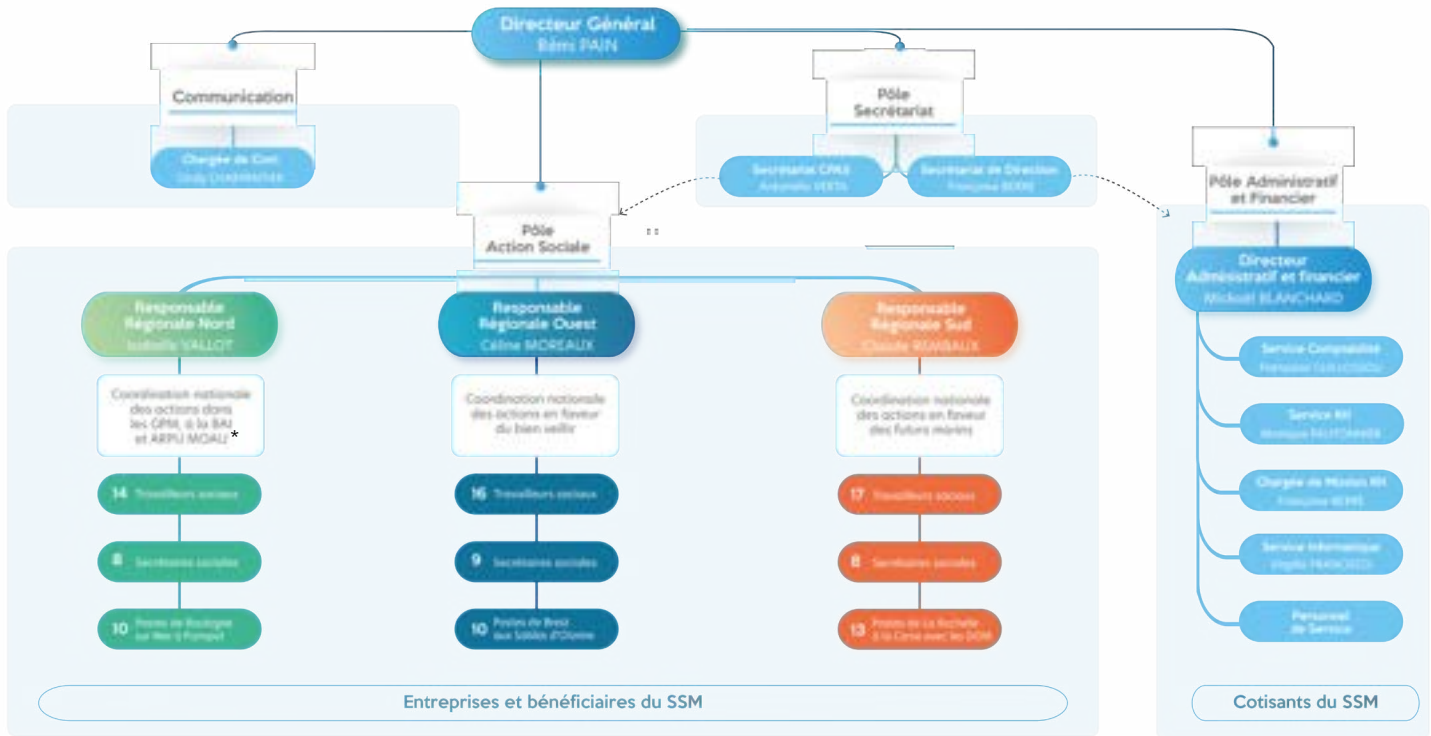 Directeur Général
Rémi PAIN
Communication
Chargée de Com
Pôle
Secrétariat
Secrétariat CPAS
Secrétariat de Direction
Pôle Administratif
et Financier
Directeur
Administratif et financier
Mickaël BLANCHARD
Pôle
Action Sociale
Responsable
Régionale Nord
Isabelle VALLOT
Responsable
Régionale Ouest
Céline MOREAUX
Responsable
Régionale Sud
Coordination nationale
des actions dans
les GPM, à la BAI
et ARPU MOALI *
Coordination nationale
des actions en faveur
du bien veillir
Coordination nationale
des actions en faveur
des futurs marins
14 Travailleurs sociaux
16 Travailleurs sociaux
17 Travailleurs sociaux
8 Secrétaires sociales
9 Secrétaires sociales
8 Secrétaires sociales
10 Postes de Boulogne
sur Mer à Paimpol
10 Postes de Brest
aux Sables d'Olonne
13 Postes de La Rochelle
à la Corse avec les DOM
Service Comptabilité
Service RH
Chargée de Mission RH
Service Informatique
Personnel
de Service
Entreprises et bénéficiaires du SSM
Cotisants du SSM